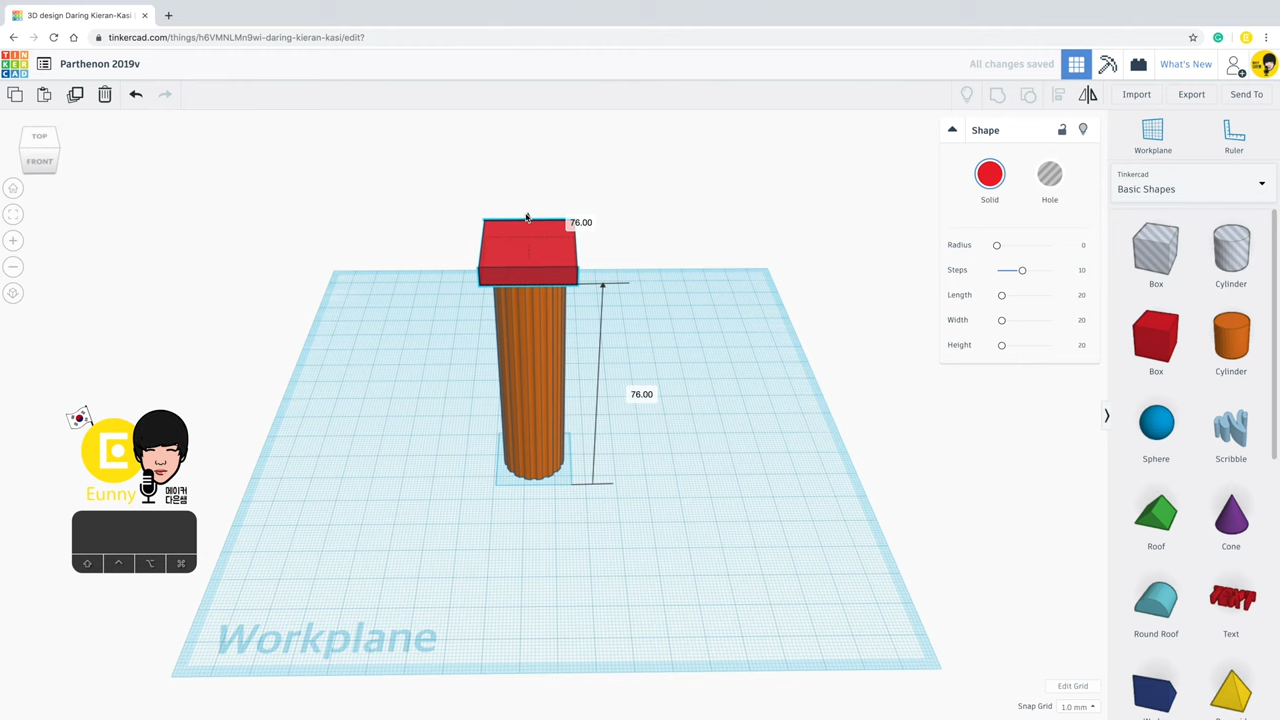 3D design Daring Kieran-Kasi |
tinkercad.com/things/h6VMNLMn9wi-daring-kieran-kasi/edit?
E
TIN
KER
CAD
Parthenon 2019v
All changes saved
What's New
Import
Export
Send To
TOP
FRONT
Shape
Solid
Hole
Radius
0
Steps
10
Length
20
Width
20
Height
20
Workplane
Ruler
Tinkercad
Basic Shapes
Box
Cylinder
Box
Cylinder
Sphere
Scribble
Roof
Cone
TEXT
Round Roof
Text
76.00
76.00
Eunny
메이커
다은쌤
Workplane
Edit Grid
Snap Grid
1.0 mm